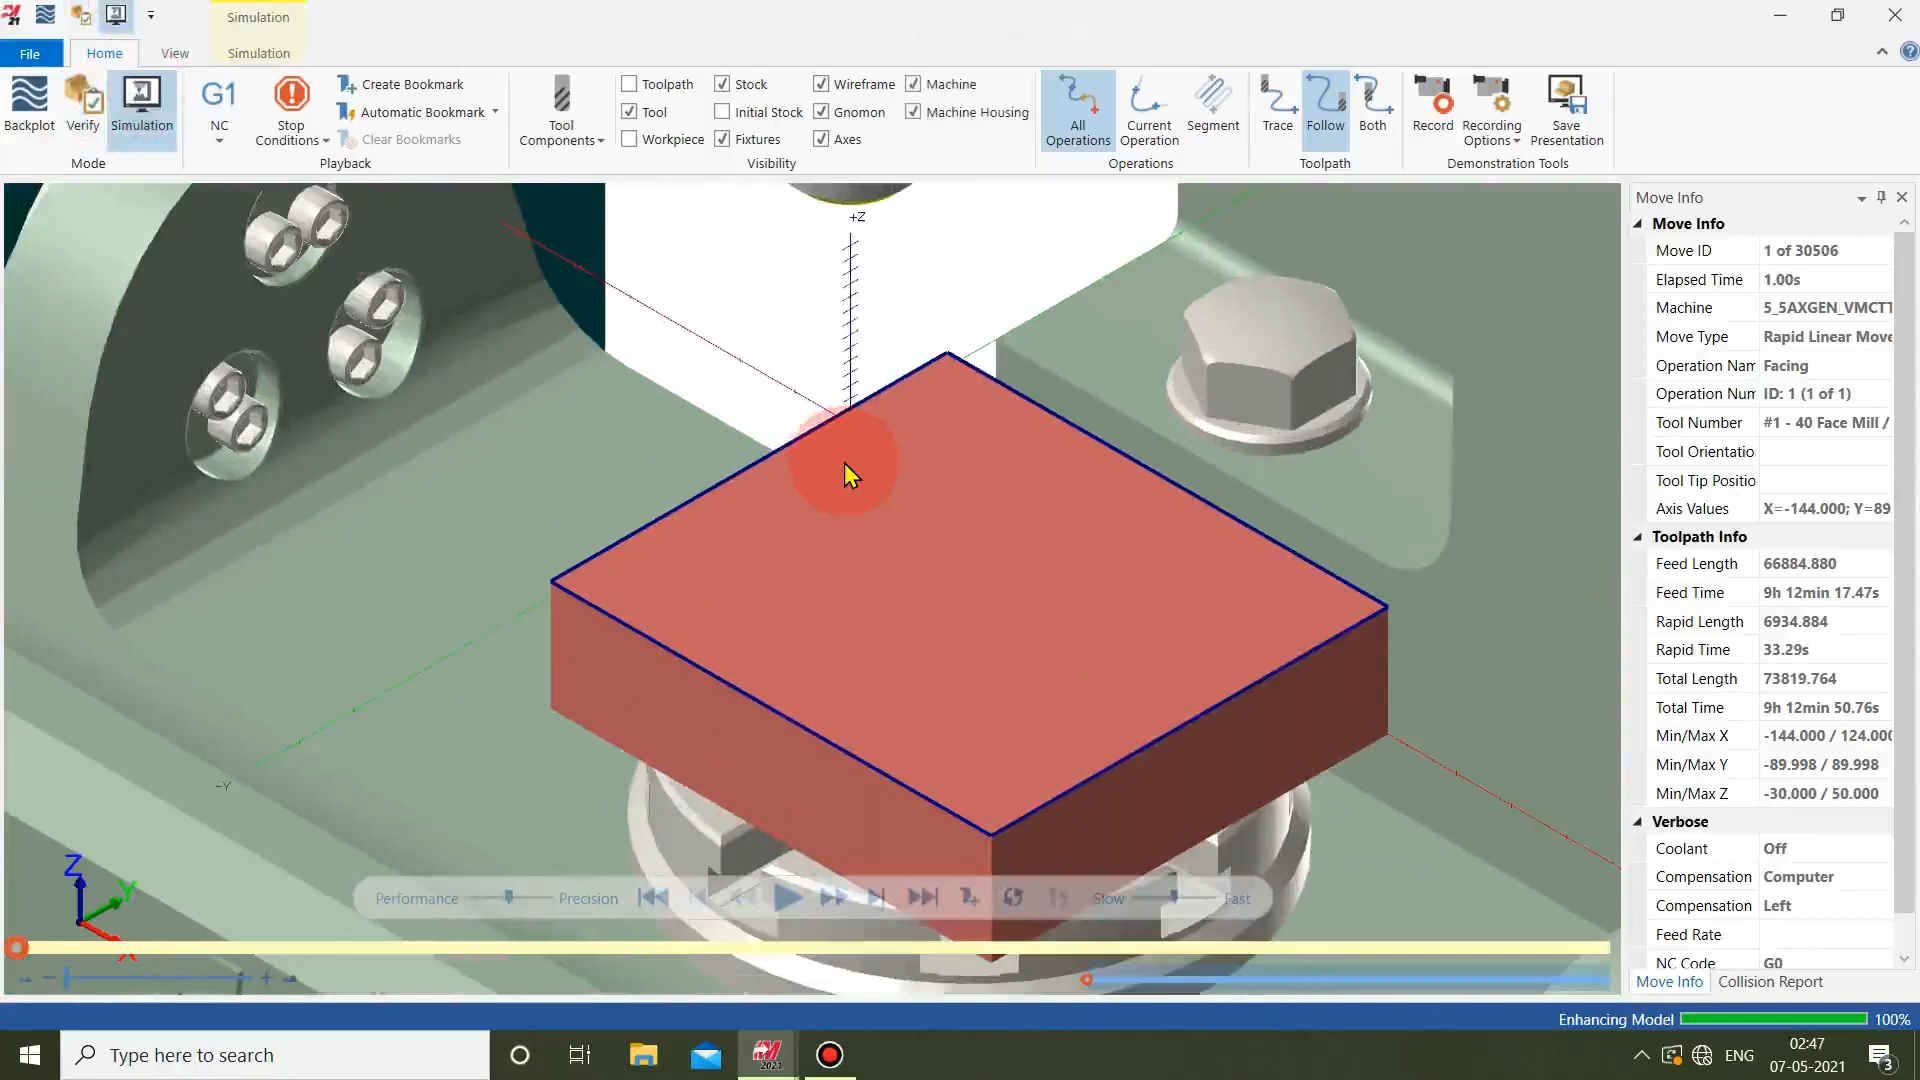 Simulation
File
Home
View
Simulation
Backplot
Verify
Simulation
Mode
G1
NC
Stop
Conditions
Create Bookmark
Automatic Bookmark
Clear Bookmarks
Playback
Tool
Components
Toolpath
Stock
Wireframe
Machine
Tool
Initial Stock
Gnomon
Machine Housing
Workpiece
Fixtures
Axes
Visibility
All
Operations
Current
Operation
Segment
Operations
Trace
Follow
Both
Toolpath
Record
Recording
Options
Save
Presentation
Demonstration Tools
+Z
-Y
Z
Y
X
Performance
Precision
Slow
Fast
Move Info
Move Info
Move ID 1 of 30506
Elapsed Time 1.00s
Machine 5_5AXGEN_VMCTT
Move Type Rapid Linear Move
Operation Nam Facing
Operation Num ID: 1 (1 of 1)
Tool Number #1 - 40 Face Mill /
Tool Orientatio
Tool Tip Positio
Axis Values X=-144.000; Y=89
Toolpath Info
Feed Length 66884.880
Feed Time 9h 12min 17.47s
Rapid Length 6934.884
Rapid Time 33.29s
Total Length 73819.764
Total Time 9h 12min 50.76s
Min/Max X -144.000 / 124.000
Min/Max Y -89.998 / 89.998
Min/Max Z -30.000 / 50.000
Verbose
Coolant Off
Compensation Computer
Compensation Left
Feed Rate
NC Code G0
Move Info
Collision Report
Enhancing Model 100%
Type here to search
2021
ENG
02:47
07-05-2021
3